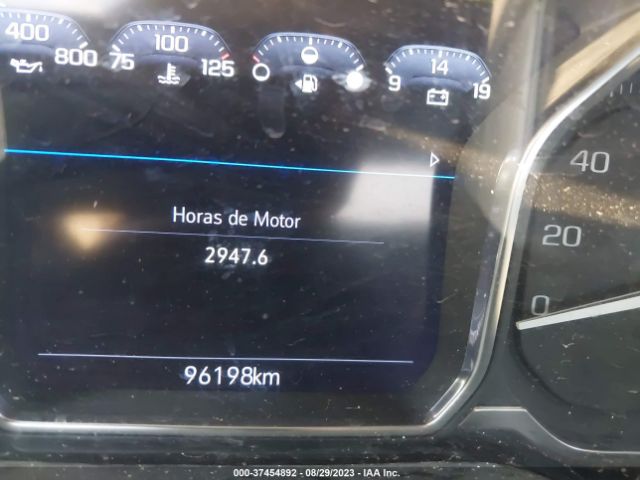 400 800 75 100 125 9 14 19
40
Horas de Motor
20
2947.6
0
96198km
000-37454892 - 08/29/2023 - IAA Inc.